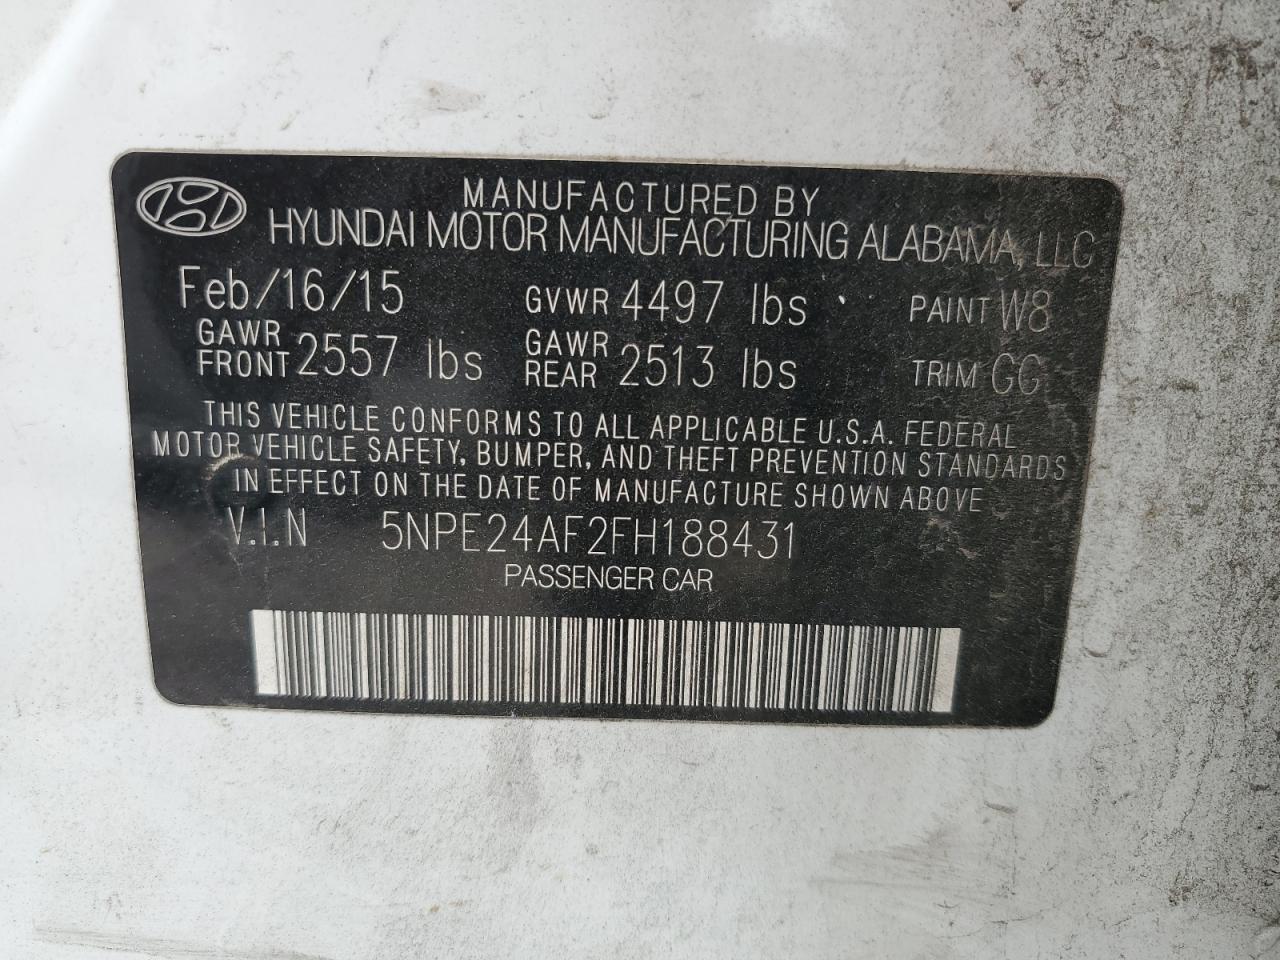 MANUFACTURED BY
HYUNDAI MOTOR MANUFACTURING ALABAMA, LLC
Feb/16/15 GVWR 4497 lbs PAINT W8
GAWR FRONT 2557 lbs GAWR REAR 2513 lbs TRIM GG
THIS VEHICLE CONFORMS TO ALL APPLICABLE U.S.A. FEDERAL
MOTOR VEHICLE SAFETY, BUMPER, AND THEFT PREVENTION STANDARDS
IN EFFECT ON THE DATE OF MANUFACTURE SHOWN ABOVE
V.I.N 5NPE24AF2FH188431
PASSENGER CAR